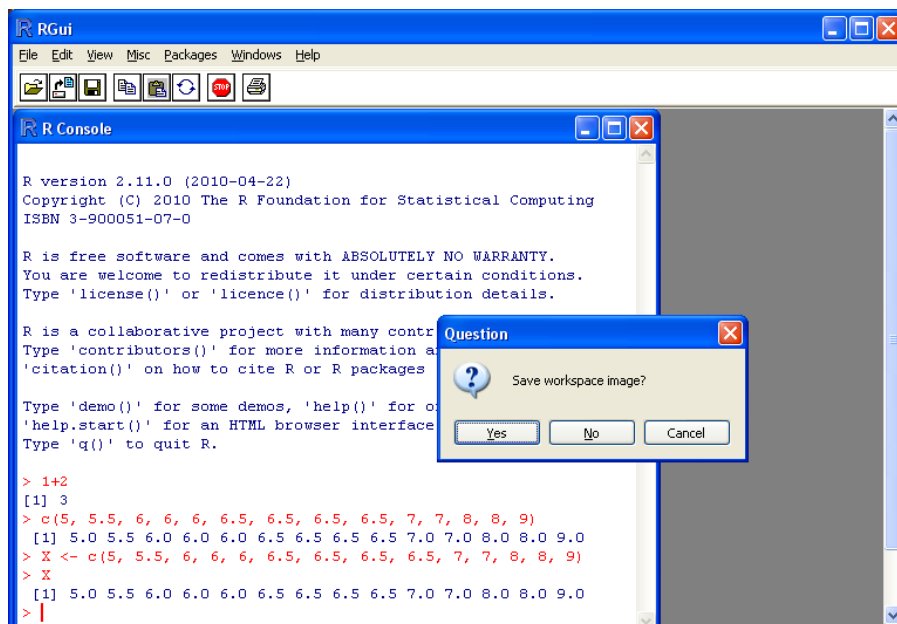 RGui
File Edit View Misc Packages Windows Help
STOP
R Console
R version 2.11.0 (2010-04-22)
Copyright (C) 2010 The R Foundation for Statistical Computing
ISBN 3-900051-07-0
R is free software and comes with ABSOLUTELY NO WARRANTY.
You are welcome to redistribute it under certain conditions.
Type 'license()' or 'licence()' for distribution details.
R is a collaborative project with many contr
Type 'contributors()' for more information a
'citation()' on how to cite R or R packages
Type 'demo()' for some demos, 'help()' for o
'help.start()' for an HTML browser interface
Type 'q()' to quit R.
> 1+2
[1] 3
> c(5, 5.5, 6, 6, 6, 6.5, 6.5, 6.5, 6.5, 7, 7, 8, 8, 9)
[1] 5.0 5.5 6.0 6.0 6.0 6.5 6.5 6.5 6.5 7.0 7.0 8.0 8.0 9.0
> X <- c(5, 5.5, 6, 6, 6, 6.5, 6.5, 6.5, 6.5, 7, 7, 8, 8, 9)
> X
[1] 5.0 5.5 6.0 6.0 6.0 6.5 6.5 6.5 6.5 7.0 7.0 8.0 8.0 9.0
>
Question
Save workspace image?
Yes No Cancel